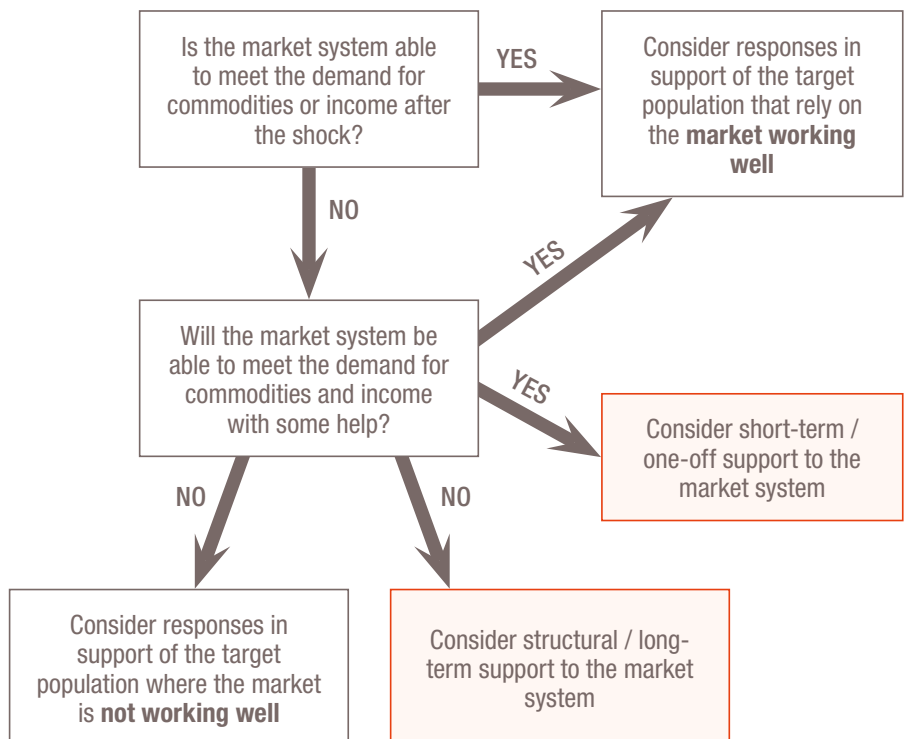 Is the market system able
to meet the demand for
commodities or income after
the shock?
YES
Consider responses in
support of the target
population that rely on
the market working
well
NO
YES
Will the market system be
able to meet the demand for
commodities and income
with some help?
YES
Consider short-term /
one-off support to the
market system
NO
NO
Consider responses in
support of the target
population where the market
is not working well
Consider structural / long-
term support to the market
system